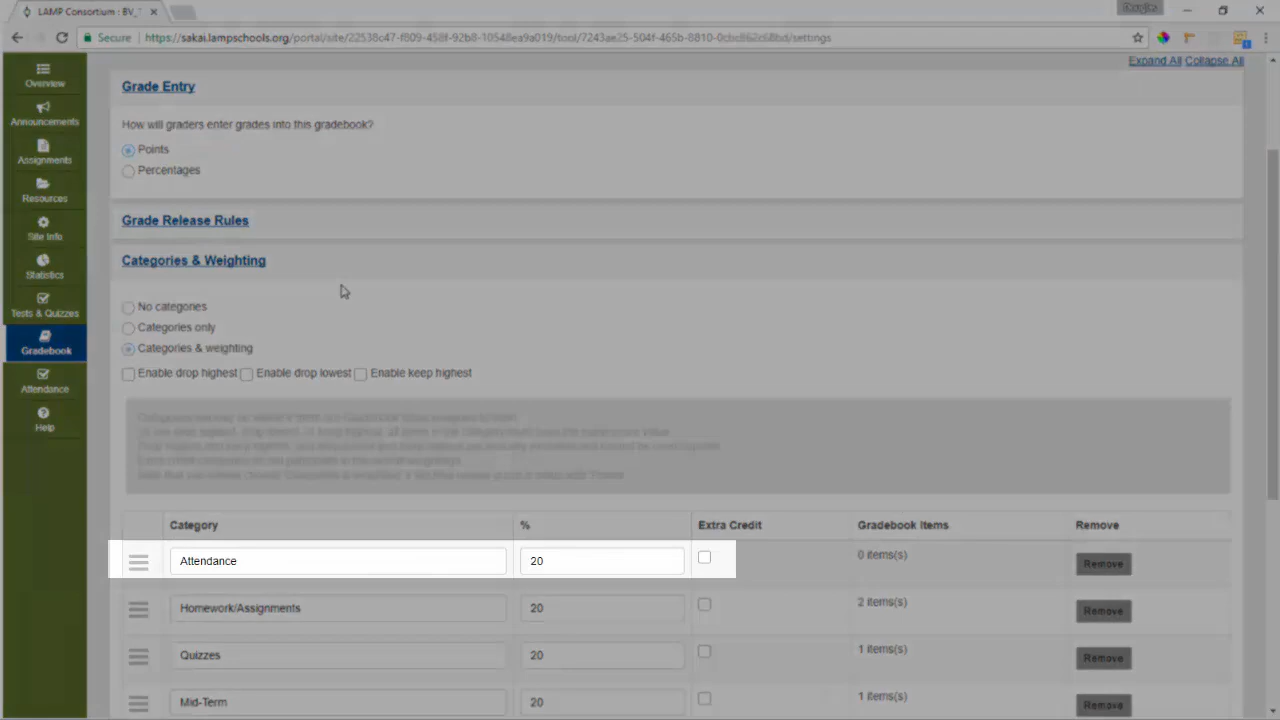 LAMP Consortium : BV_T
Secure https://sakai.lampschools.org/portal/site/22538c47-f809-458f-92b8-10548ea9a019/tool/7243ae25-504f-465b-8810-0cbc862c68bd/settings
Expand All Collapse All
Overview
Announcements
Assignments
Resources
Site Info
Statistics
Tests & Quizzes
Gradebook
Attendance
Help
Grade Entry
How will graders enter grades into this gradebook?
Points
Percentages
Grade Release Rules
Categories & Weighting
No categories
Categories only
Categories & weighting
Enable drop highest Enable drop lowest Enable keep highest
Category % Extra Credit Gradebook Items Remove
Attendance 20 0 items(s) Remove
Homework/Assignments 20 2 items(s) Remove
Quizzes 20 1 items(s) Remove
Mid-Term 20 1 items(s) Remove